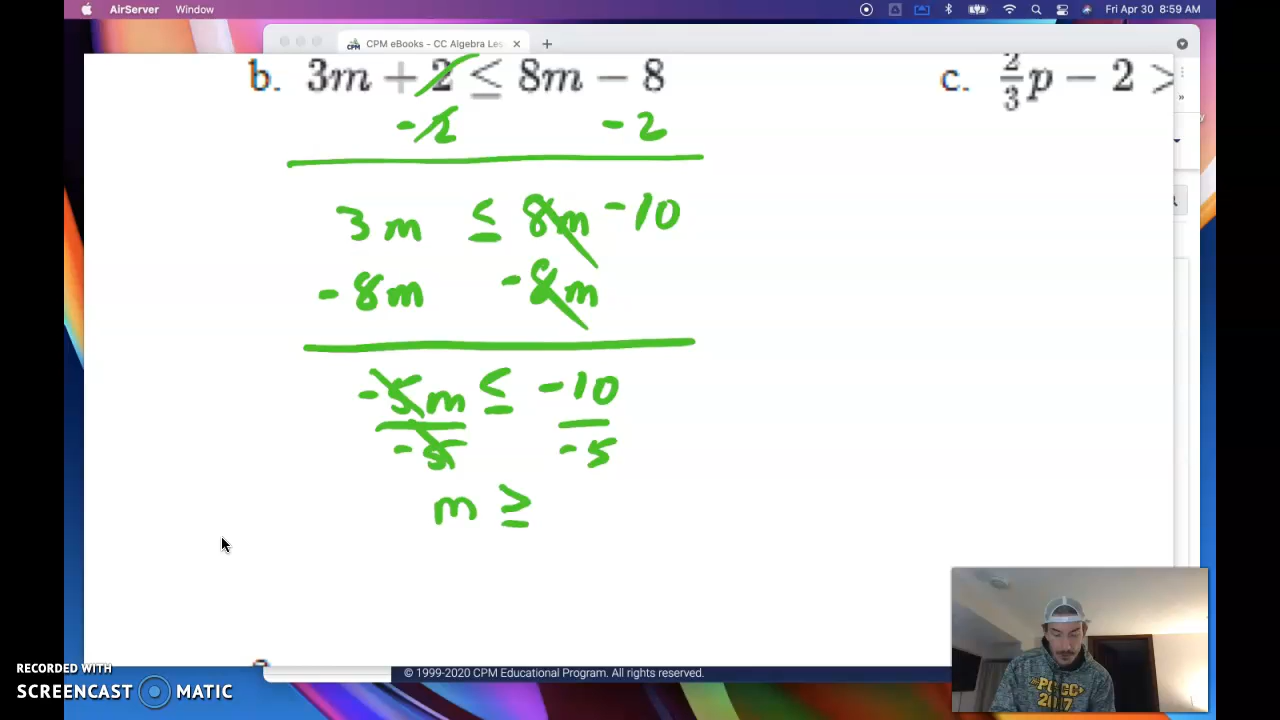 AirServer Window Fri Apr 30 8:59 AM
CPM eBooks - CC Algebra Les
b. 3m + 2 ≤ 8m − 8
c. 2/3 p − 2 >
-2 -2
3m ≤ 8m -10
-8m -8m
-5m ≤ -10
-5 -5
m ≥
RECORDED WITH
SCREENCAST MATIC
© 1999-2020 CPM Educational Program. All rights reserved.